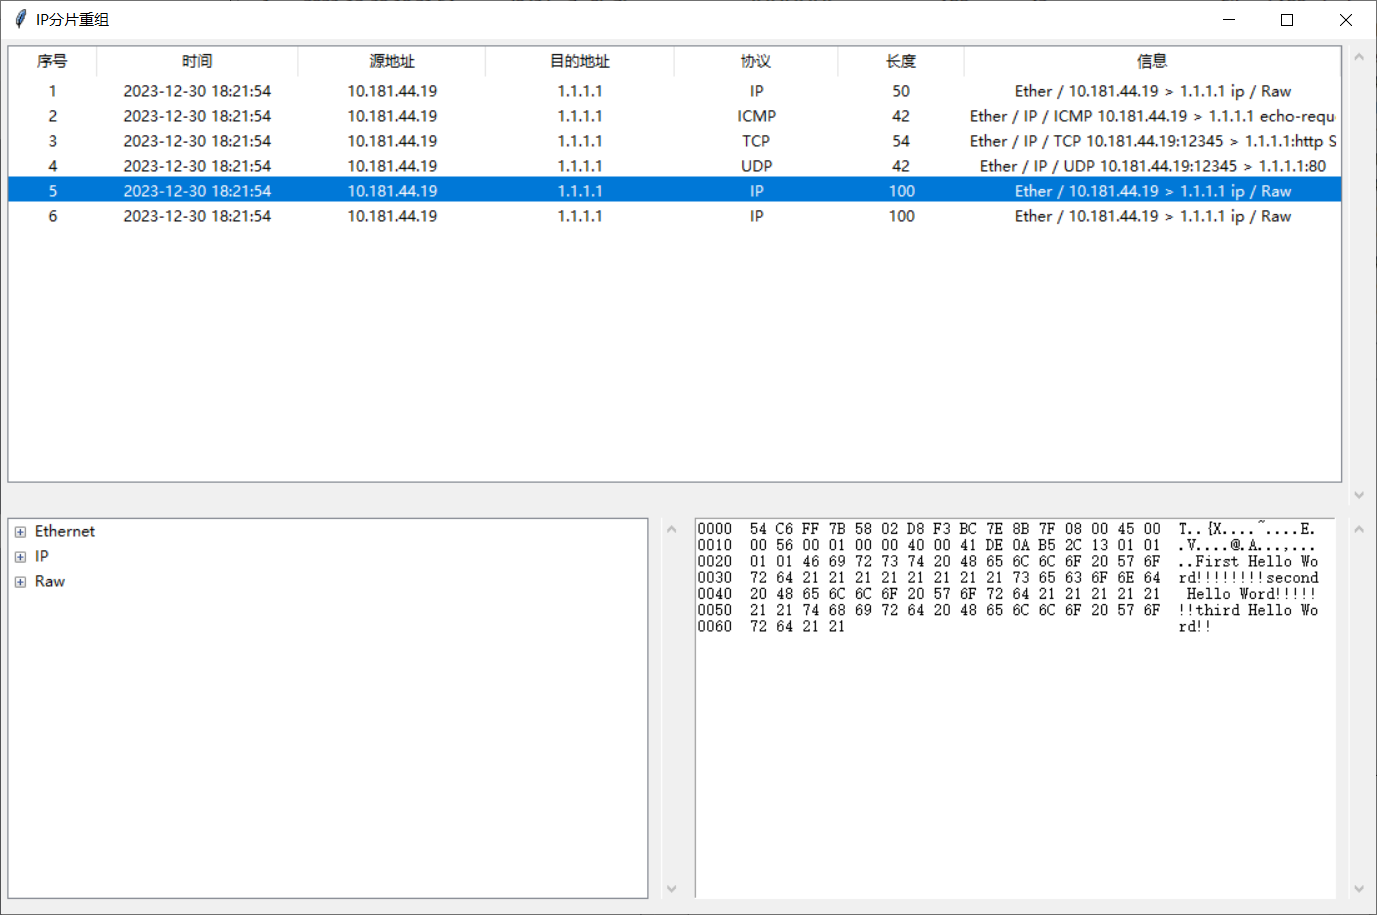 IP分片重组
序号 时间 源地址 目的地址 协议 长度 信息
1 2023-12-30 18:21:54 10.181.44.19 1.1.1.1 IP 50 Ether / 10.181.44.19 > 1.1.1.1 ip / Raw
2 2023-12-30 18:21:54 10.181.44.19 1.1.1.1 ICMP 42 Ether / IP / ICMP 10.181.44.19 > 1.1.1.1 echo-requ
3 2023-12-30 18:21:54 10.181.44.19 1.1.1.1 TCP 54 Ether / IP / TCP 10.181.44.19:12345 > 1.1.1.1:http S
4 2023-12-30 18:21:54 10.181.44.19 1.1.1.1 UDP 42 Ether / IP / UDP 10.181.44.19:12345 > 1.1.1.1:80
5 2023-12-30 18:21:54 10.181.44.19 1.1.1.1 IP 100 Ether / 10.181.44.19 > 1.1.1.1 ip / Raw
6 2023-12-30 18:21:54 10.181.44.19 1.1.1.1 IP 100 Ether / 10.181.44.19 > 1.1.1.1 ip / Raw
Ethernet
IP
Raw
0000 54 C6 FF 7B 58 02 D8 F3 BC 7E 8B 7F 08 00 45 00 T..{X....~....E.
0010 00 56 00 01 00 00 40 00 41 DE 0A B5 2C 13 01 01 .V....@.A...,...
0020 01 01 46 69 72 73 74 20 48 65 6C 6C 6F 20 57 6F ..First Hello Wo
0030 72 64 21 21 21 21 21 21 21 21 73 65 63 6F 6E 64 rd!!!!!!!!second
0040 20 48 65 6C 6C 6F 20 57 6F 72 64 21 21 21 21 21 Hello Word!!!!!
0050 21 21 74 68 69 72 64 20 48 65 6C 6C 6F 20 57 6F !!third Hello Wo
0060 72 64 21 21 rd!!